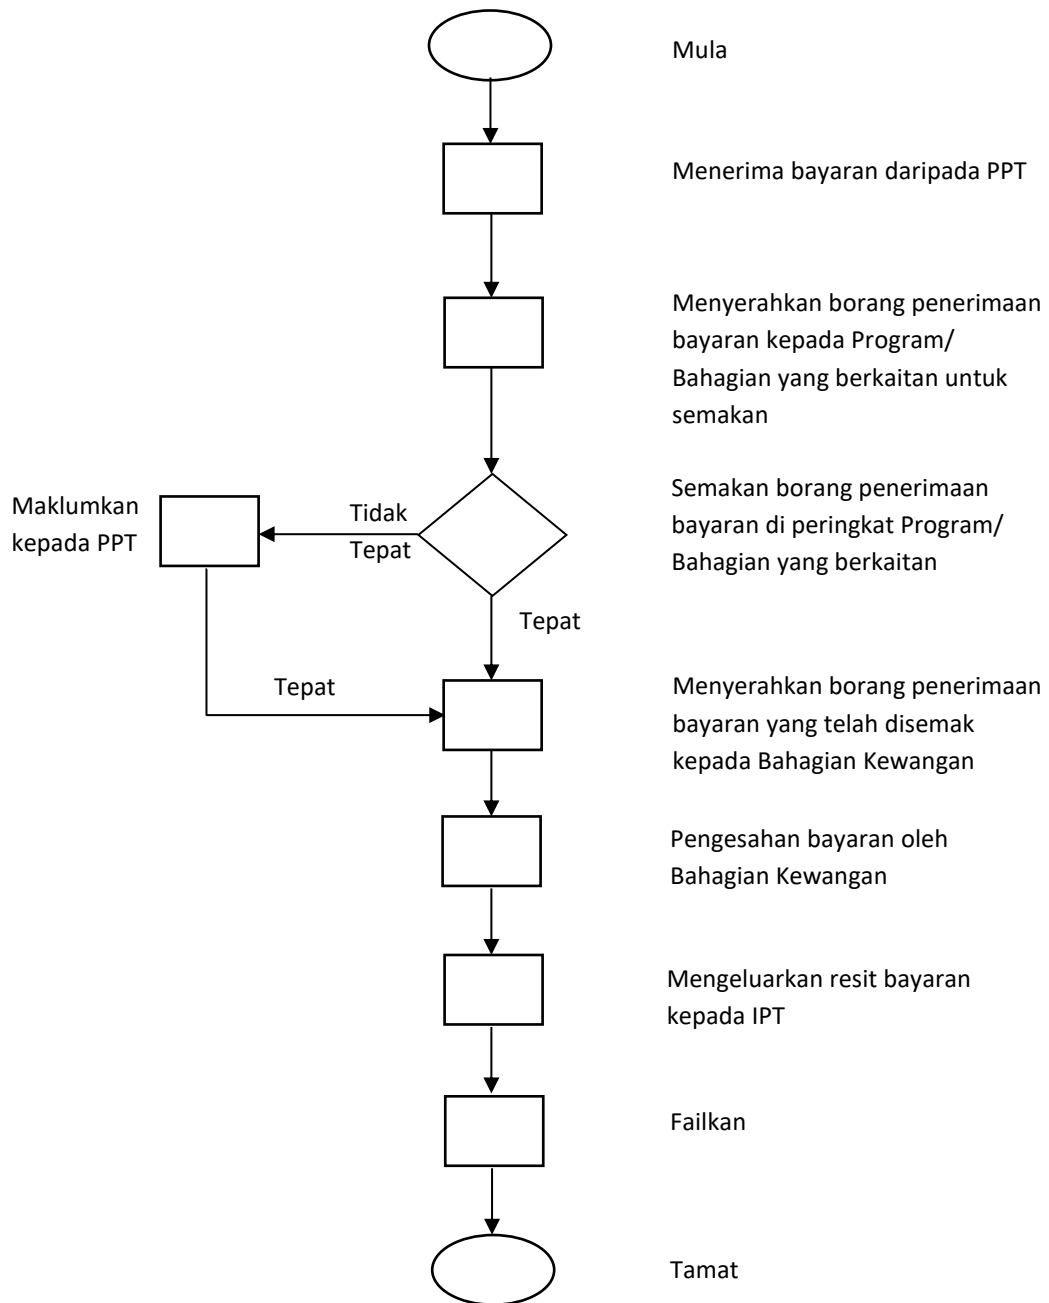 Mula
Menerima bayaran daripada PPT
Menyerahkan borang penerimaan
bayaran kepada Program/
Bahagian yang berkaitan untuk
semakan
Maklumkan
kepada PPT
Tidak
Tepat
Semakan borang penerimaan
bayaran di peringkat Program/
Bahagian yang berkaitan
Tepat
Tepat
Menyerahkan borang penerimaan
bayaran yang telah disemak
kepada Bahagian Kewangan
Pengesahan bayaran oleh
Bahagian Kewangan
Mengeluarkan resit bayaran
kepada IPT
Failkan
Tamat